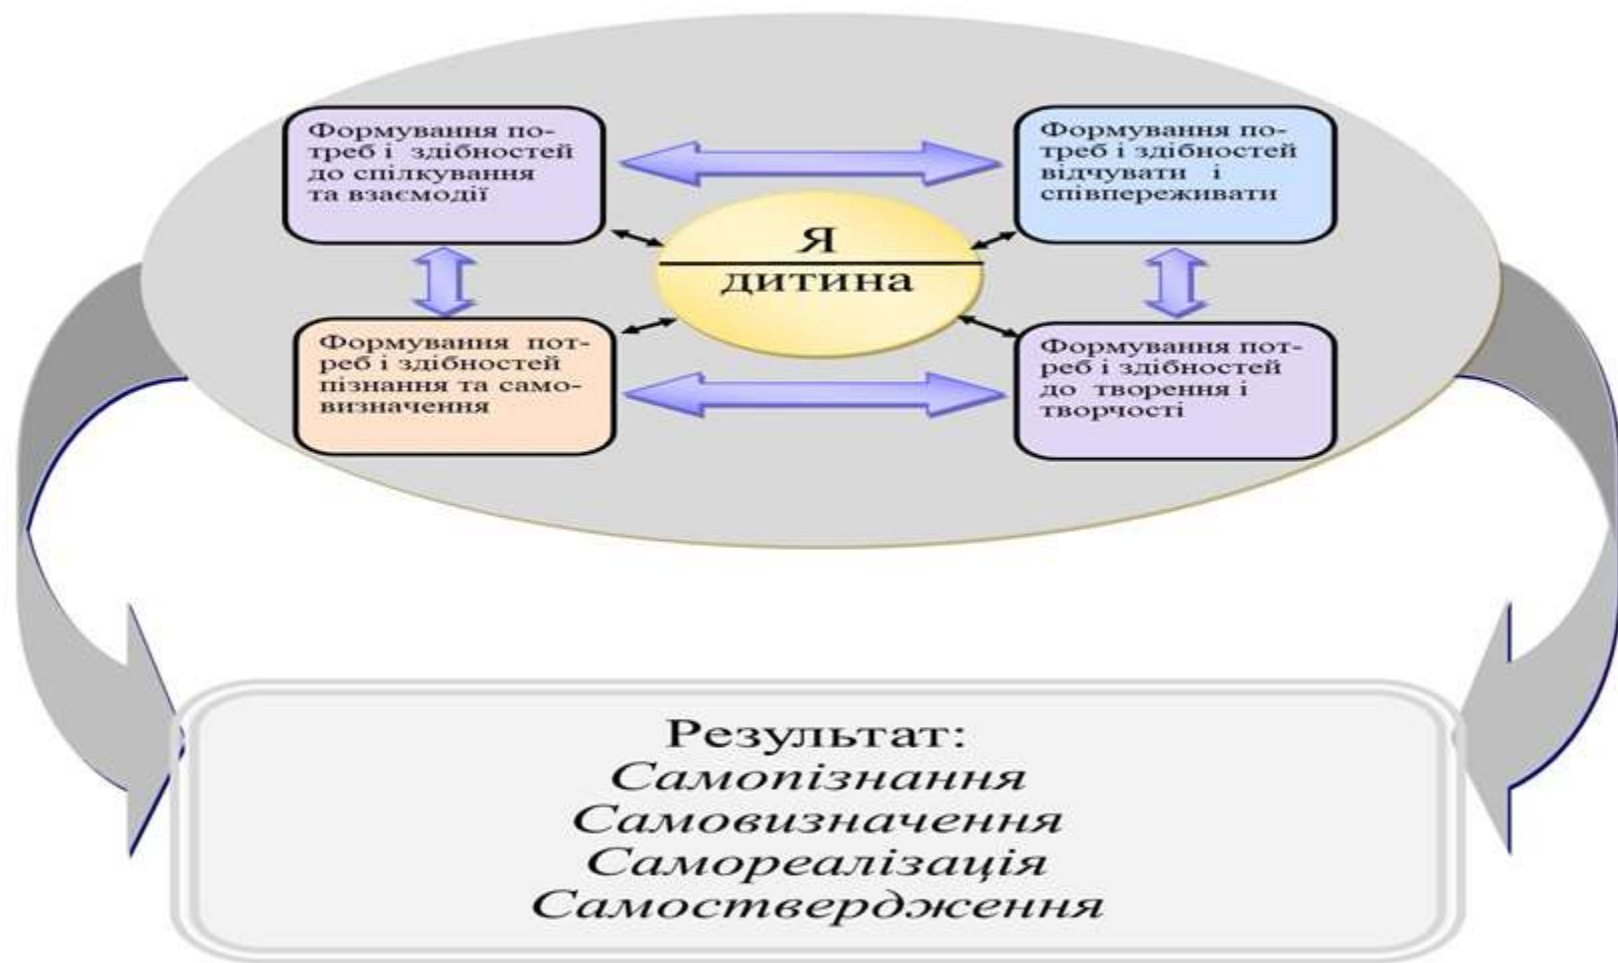 Формування по-
треб і здібностей
до спілкування
та взаємодії
Формування по-
треб і здібностей
відчувати і
співпереживати
Я
дитина
Формування пот-
реб і здібностей
пізнання та само-
визначення
Формування пот-
реб і здібностей
до творення і
творчості
Результат:
Самопізнання
Самовизначення
Самореалізація
Самоствердження